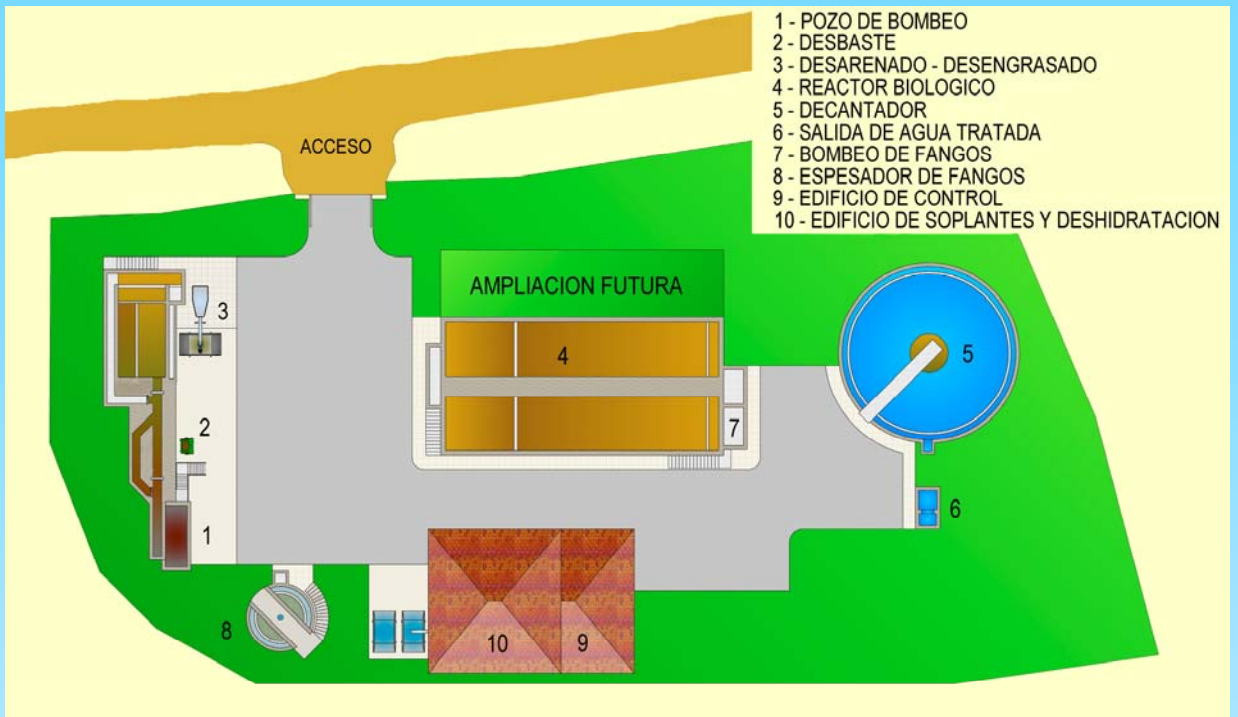 1 - POZO DE BOMBEO
2 - DESBASTE
3 - DESARENADO - DESENGRASADO
4 - REACTOR BIOLOGICO
5 - DECANTADOR
6 - SALIDA DE AGUA TRATADA
7 - BOMBEO DE FANGOS
8 - ESPESADOR DE FANGOS
9 - EDIFICIO DE CONTROL
10 - EDIFICIO DE SOPLANTES Y DESHIDRATACION
ACCESO
AMPLIACION FUTURA
3
4
5
2
7
6
1
8
10
9